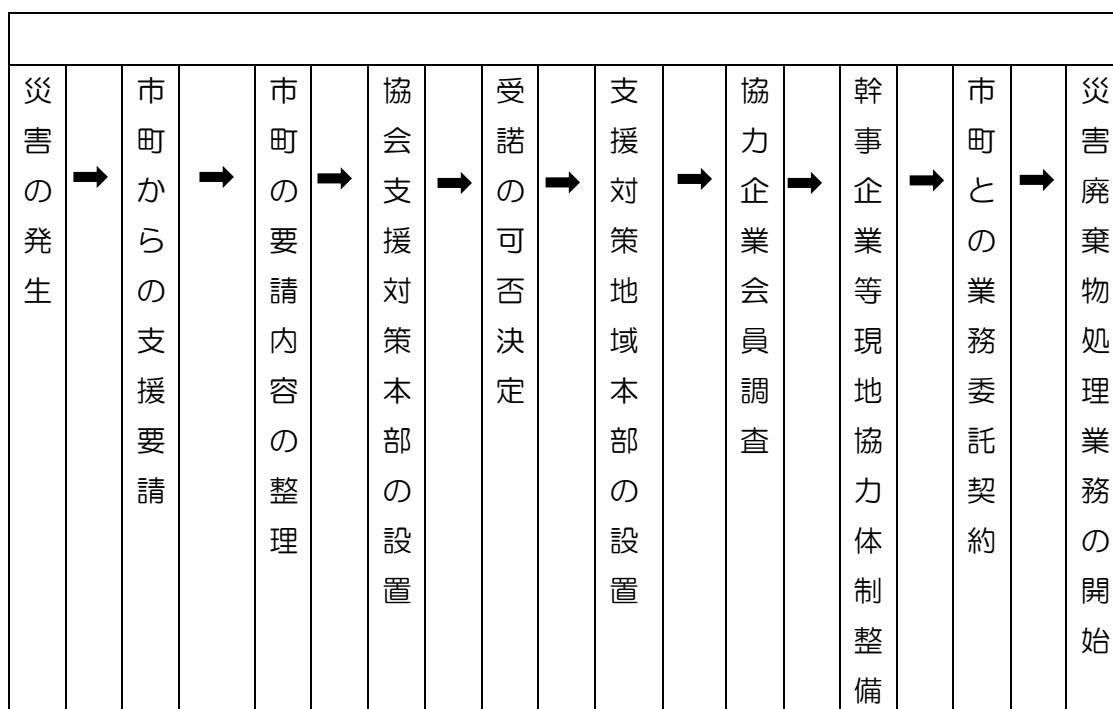 災害の発生
➡
市町からの支援要請
➡
市町の要請内容の整理
➡
協会支援対策本部の設置
➡
受諾の可否決定
➡
支援対策地域本部の設置
➡
協力企業会員調査
➡
幹事企業等現地協力体制整備
➡
市町との業務委託契約
➡
災害廃棄物処理業務の開始